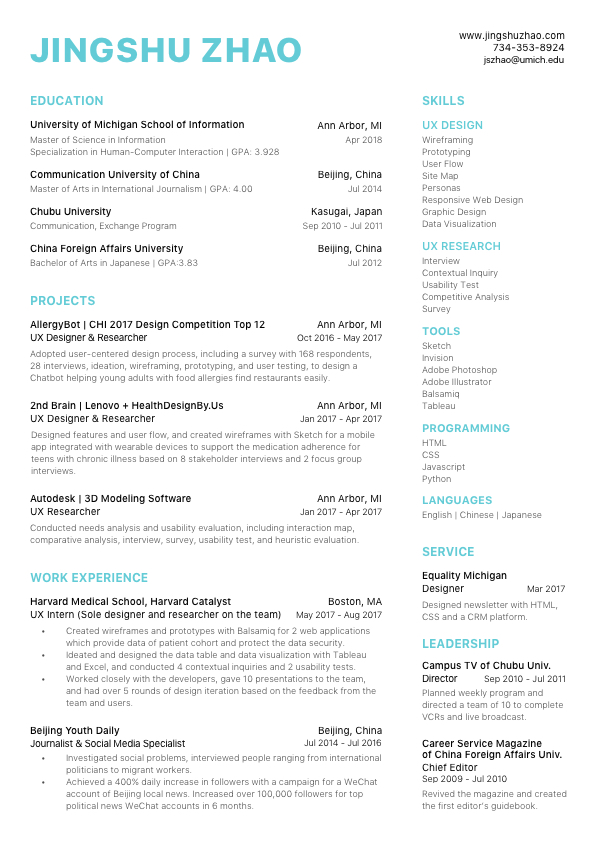 JINGSHU ZHAO
www.jingshuzhao.com
734-353-8924
jszhao@umich.edu
EDUCATION
University of Michigan School of Information Ann Arbor, MI
Master of Science in Information Apr 2018
Specialization in Human-Computer Interaction | GPA: 3.928
Communication University of China Beijing, China
Master of Arts in International Journalism | GPA: 4.00 Jul 2014
Chubu University Kasugai, Japan
Communication, Exchange Program Sep 2010 - Jul 2011
China Foreign Affairs University Beijing, China
Bachelor of Arts in Japanese | GPA:3.83 Jul 2012
PROJECTS
AllergyBot | CHI 2017 Design Competition Top 12 Ann Arbor, MI
UX Designer & Researcher Oct 2016 - May 2017
Adopted user-centered design process, including a survey with 168 respondents,
28 interviews, ideation, wireframing, prototyping, and user testing, to design a
Chatbot helping young adults with food allergies find restaurants easily.
2nd Brain | Lenovo + HealthDesignBy.Us Ann Arbor, MI
UX Designer & Researcher Jan 2017 - Apr 2017
Designed features and user flow, and created wireframes with Sketch for a mobile
app integrated with wearable devices to support the medication adherence for
teens with chronic illness based on 8 stakeholder interviews and 2 focus group
interviews.
Autodesk | 3D Modeling Software Ann Arbor, MI
UX Researcher Jan 2017 - Apr 2017
Conducted needs analysis and usability evaluation, including interaction map,
comparative analysis, interview, survey, usability test, and heuristic evaluation.
WORK EXPERIENCE
Harvard Medical School, Harvard Catalyst Boston, MA
UX Intern (Sole designer and researcher on the team) May 2017 - Aug 2017
• Created wireframes and prototypes with Balsamiq for 2 web applications
which provide data of patient cohort and protect the data security.
• Ideated and designed the data table and data visualization with Tableau
and Excel, and conducted 4 contextual inquiries and 2 usability tests.
• Worked closely with the developers, gave 10 presentations to the team,
and had over 5 rounds of design iteration based on the feedback from the
team and users.
Beijing Youth Daily Beijing, China
Journalist & Social Media Specialist Jul 2014 - Jul 2016
• Investigated social problems, interviewed people ranging from international
politicians to migrant workers.
• Achieved a 400% daily increase in followers with a campaign for a WeChat
account of Beijing local news. Increased over 100,000 followers for top
political news WeChat accounts in 6 months.
SKILLS
UX DESIGN
Wireframing
Prototyping
User Flow
Site Map
Personas
Responsive Web Design
Graphic Design
Data Visualization
UX RESEARCH
Interview
Contextual Inquiry
Usability Test
Competitive Analysis
Survey
TOOLS
Sketch
Invision
Adobe Photoshop
Adobe Illustrator
Balsamiq
Tableau
PROGRAMMING
HTML
CSS
Javascript
Python
LANGUAGES
English | Chinese | Japanese
SERVICE
Equality Michigan
Designer Mar 2017
Designed newsletter with HTML,
CSS and a CRM platform.
LEADERSHIP
Campus TV of Chubu Univ.
Director Sep 2010 - Jul 2011
Planned weekly program and
directed a team of 10 to complete
VCRs and live broadcast.
Career Service Magazine
of China Foreign Affairs Univ.
Chief Editor
Sep 2009 - Jul 2010
Revived the magazine and created
the first editor's guidebook.